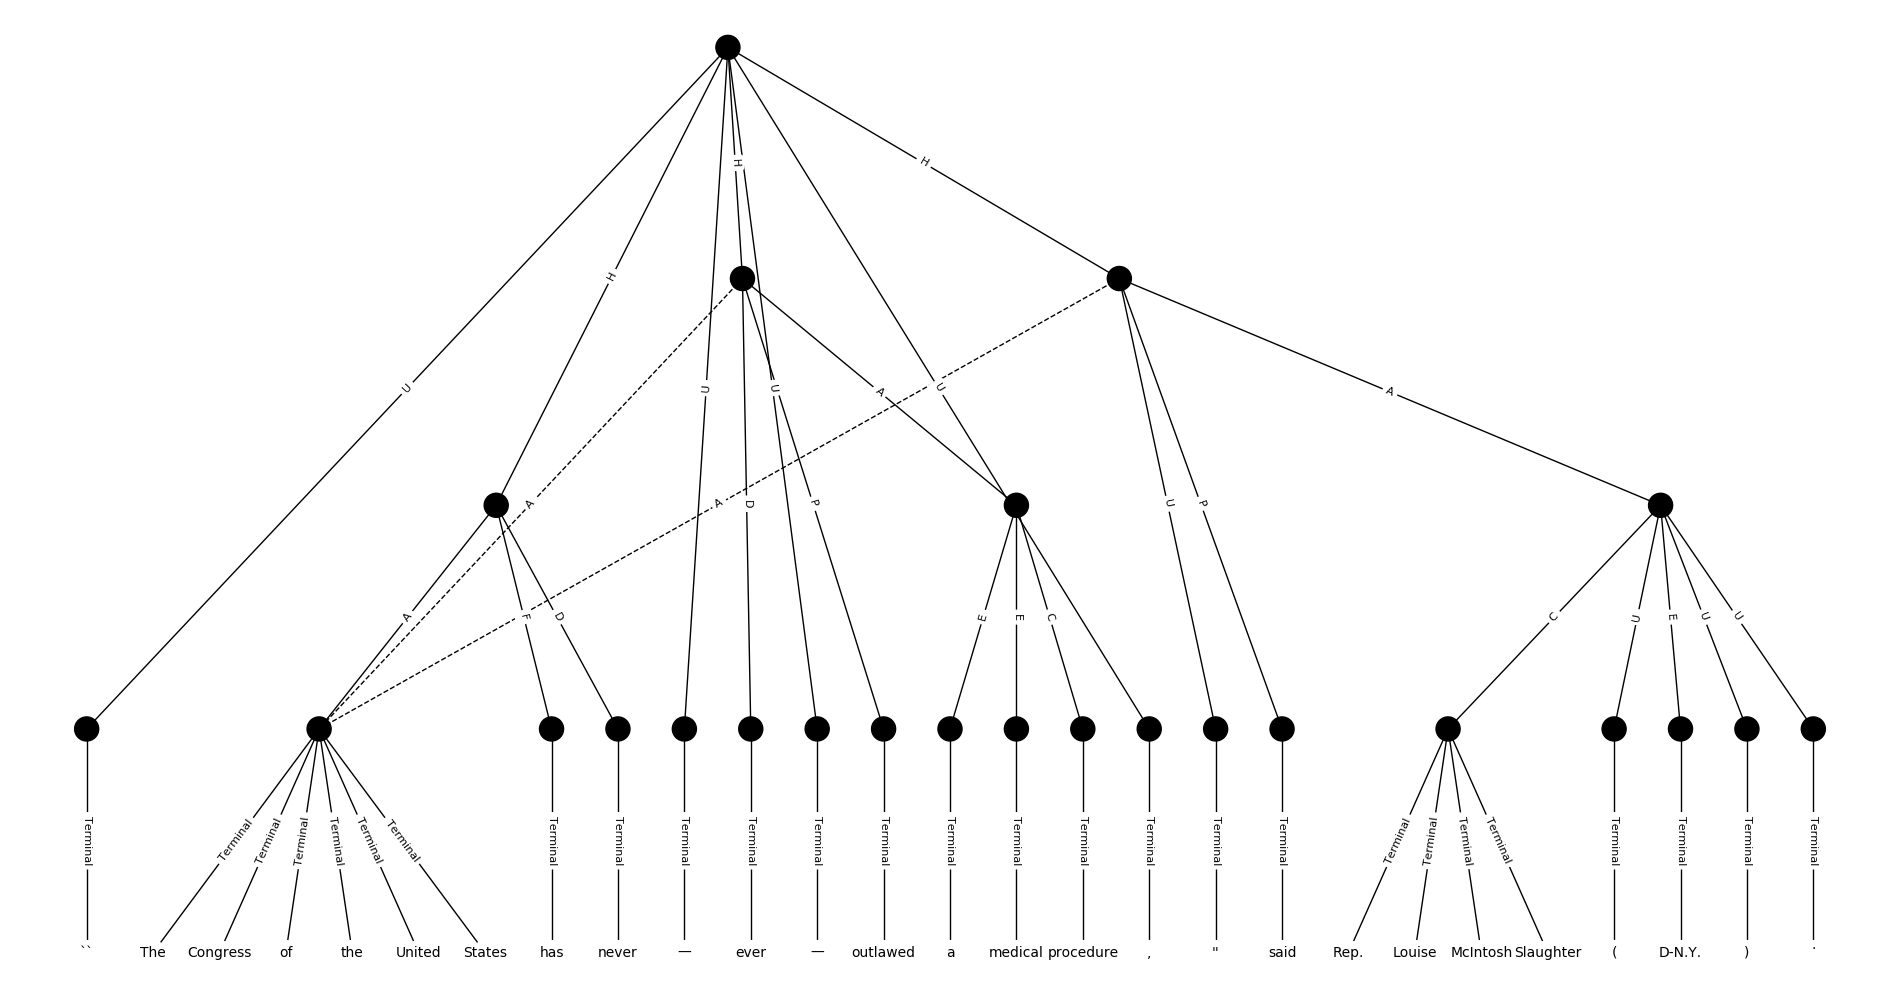 H
H
H
U
U
U
A
U
A
A
A
D
P
U
P
A
F
D
E
E
C
C
U
E
U
U
Terminal Terminal Terminal Terminal Terminal Terminal Terminal Terminal Terminal Terminal Terminal Terminal Terminal Terminal Terminal Terminal Terminal Terminal Terminal Terminal Terminal Terminal Terminal Terminal Terminal Terminal Terminal
`` The Congress of the United States has never — ever — outlawed a medical procedure , " said Rep. Louise McIntosh Slaughter ( D-N.Y. ) .